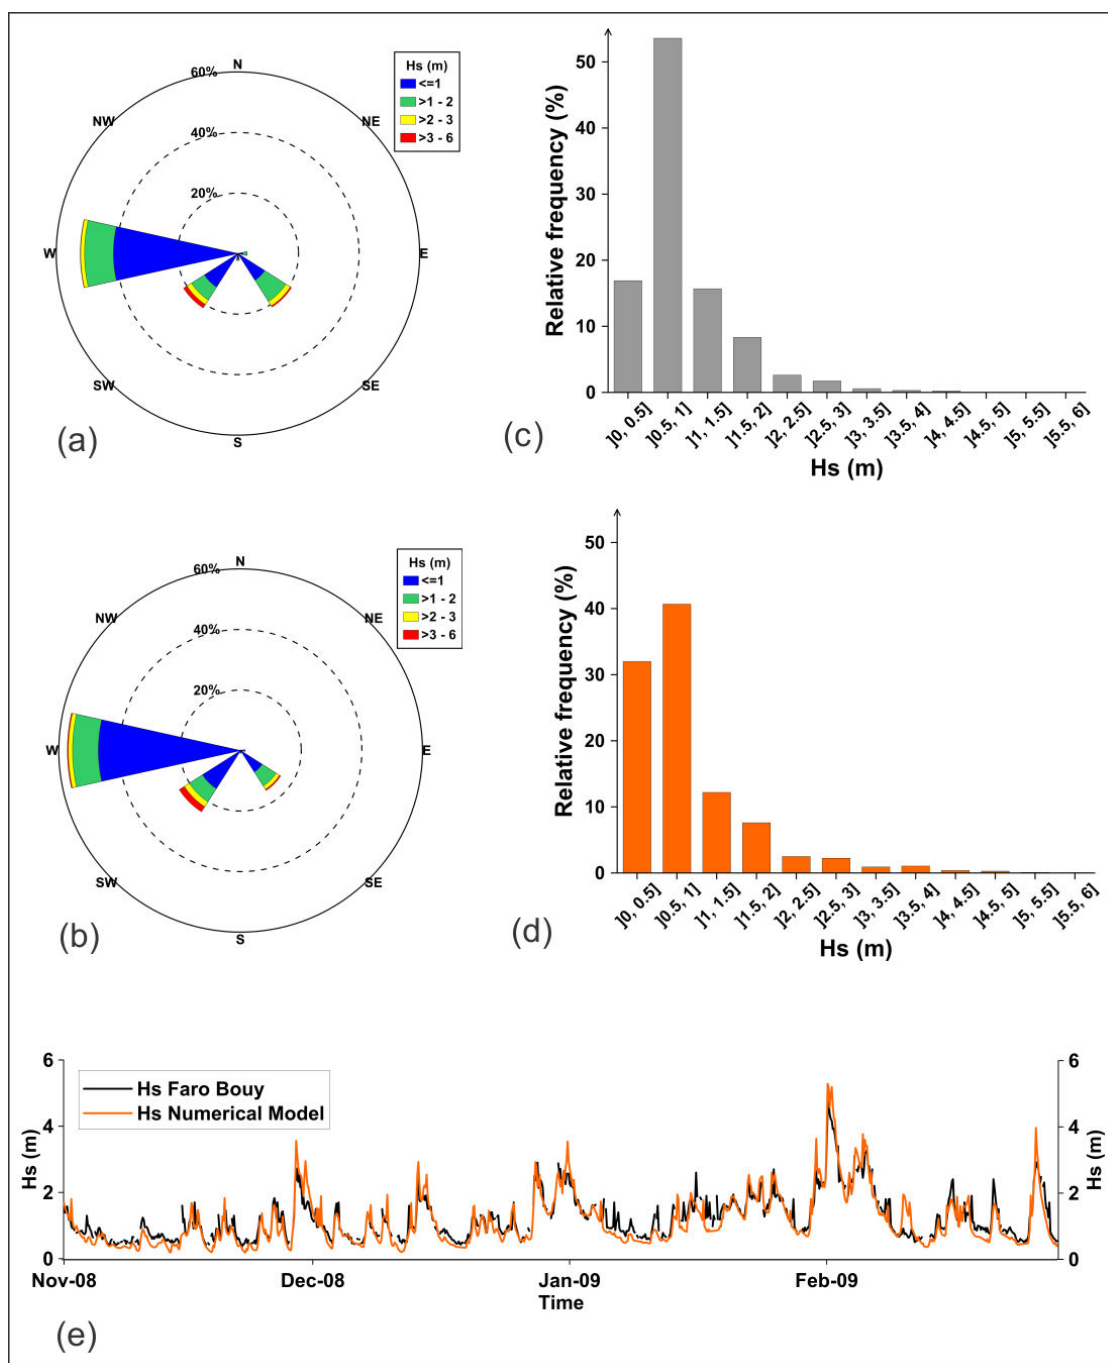 N
60%
NW
NE
40%
20%
W
E
SW
SE
S
Hs (m)
<=1
>1 - 2
>2 - 3
>3 - 6
(a)
Relative frequency (%)
50
40
30
20
10
0
]0, 0.5]
]0.5, 1]
]1, 1.5]
]1.5, 2]
]2, 2.5]
]2.5, 3]
]3, 3.5]
]3.5, 4]
]4, 4.5]
]4.5, 5]
]5, 5.5]
]5.5, 6]
Hs (m)
(c)
N
60%
NW
NE
40%
20%
W
E
SW
SE
S
Hs (m)
<=1
>1 - 2
>2 - 3
>3 - 6
(b)
Relative frequency (%)
50
40
30
20
10
0
]0, 0.5]
]0.5, 1]
]1, 1.5]
]1.5, 2]
]2, 2.5]
]2.5, 3]
]3, 3.5]
]3.5, 4]
]4, 4.5]
]4.5, 5]
]5, 5.5]
]5.5, 6]
Hs (m)
(d)
Hs (m)
6
4
2
0
Hs Faro Bouy
Hs Numerical Model
6
4
2
0
Hs (m)
Nov-08
Dec-08
Jan-09
Feb-09
Time
(e)